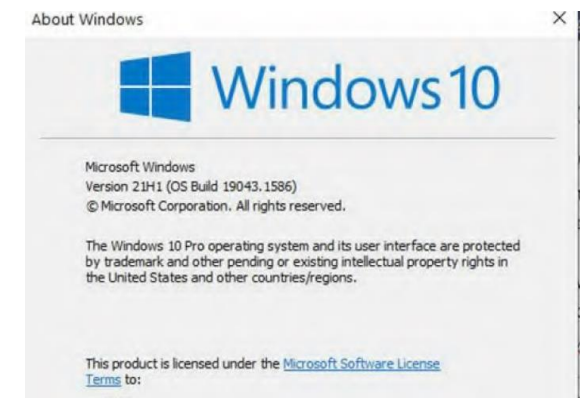 About Windows
Windows 10
Microsoft Windows
Version 21H1 (OS Build 19043.1586)
© Microsoft Corporation. All rights reserved.
The Windows 10 Pro operating system and its user interface are protected
by trademark and other pending or existing intellectual property rights in
the United States and other countries/regions.
This product is licensed under the Microsoft Software License
Terms to: